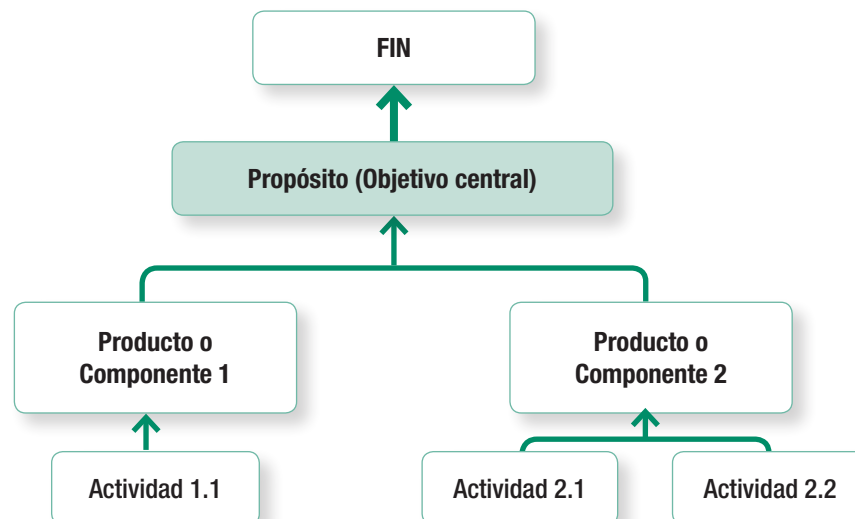 FIN
Propósito (Objetivo central)
Producto o
Componente 1
Producto o
Componente 2
Actividad 1.1
Actividad 2.1
Actividad 2.2